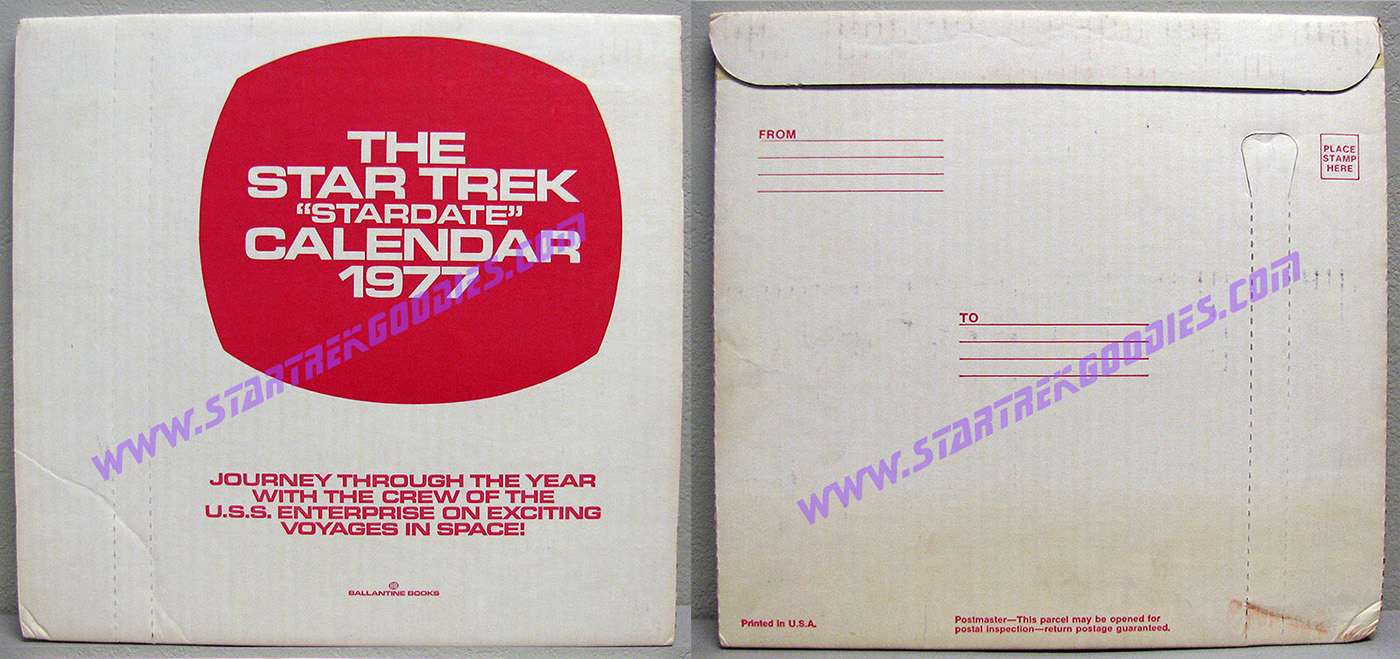 THE
STAR TREK
“STARDATE”
CALENDAR
1977
WWW.STARTREKGOODIES.COM
JOURNEY THROUGH THE YEAR
WITH THE CREW OF THE
U.S.S. ENTERPRISE ON EXCITING
VOYAGES IN SPACE!
BALLANTINE BOOKS
FROM
PLACE
STAMP
HERE
TO
WWW.STARTREKGOODIES.COM
Printed in U.S.A.
Postmaster—This parcel may be opened for
postal inspection—return postage guaranteed.